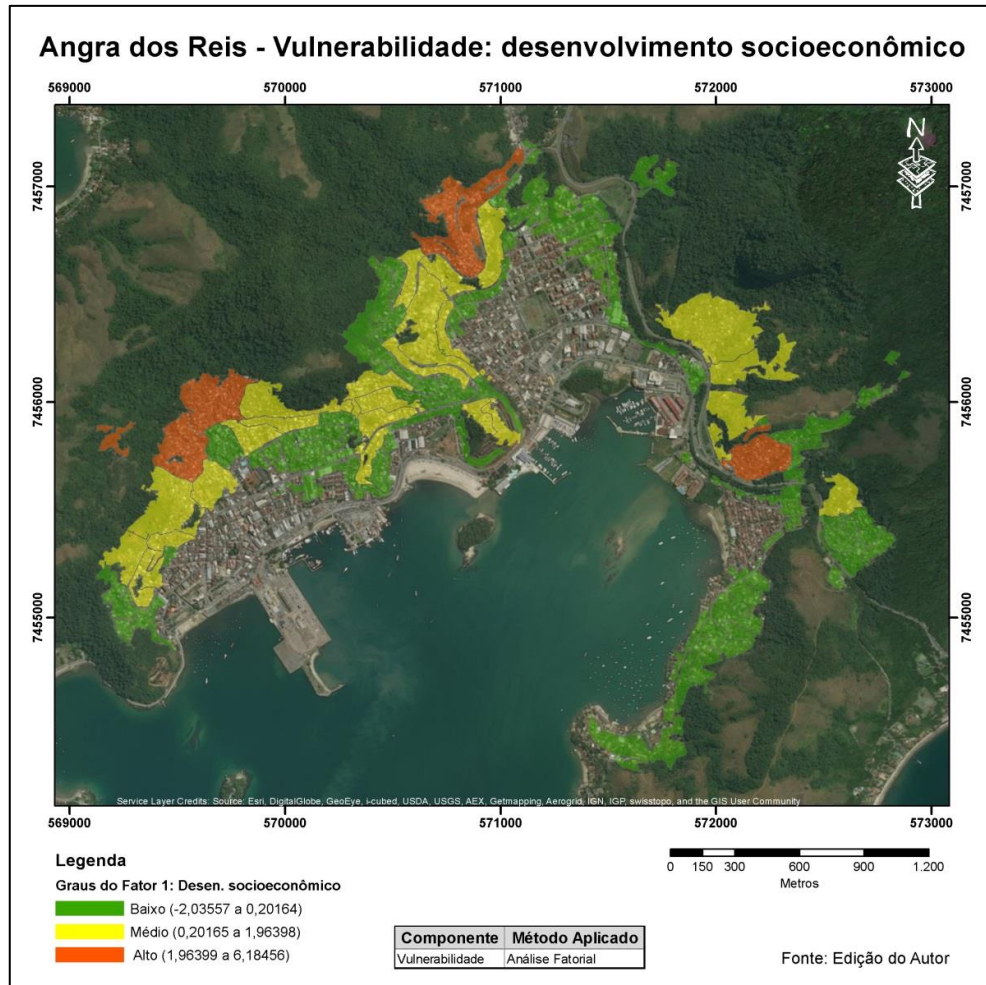 Angra dos Reis - Vulnerabilidade: desenvolvimento socioeconômico
569000 570000 571000 572000 573000
N
7457000 7457000
7456000 7456000
7455000 7455000
Service Layer Credits: Source: Esri, DigitalGlobe, GeoEye, i-cubed, USDA, USGS, AEX, Getmapping, Aerogrid, IGN, IGP, swisstopo, and the GIS User Community
569000 570000 571000 572000 573000
Legenda
Graus do Fator 1: Desen. socioeconômico
Baixo (-2,03557 a 0,20164)
Médio (0,20165 a 1,96398)
Alto (1,96399 a 6,18456)
0 150 300 600 900 1.200
Metros
Componente Método Aplicado
Vulnerabilidade Análise Fatorial
Fonte: Edição do Autor